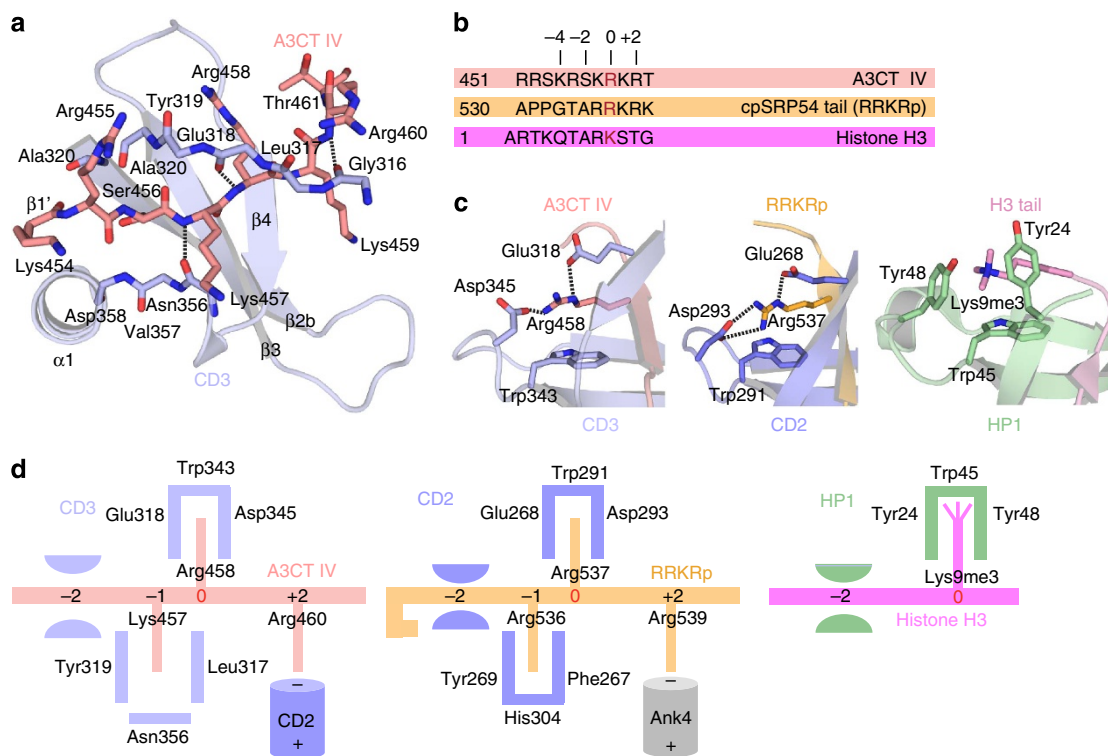 a
A3CT IV
Arg458
Thr461
Tyr319
Arg455
Glu318
Arg460
Leu317
Ala320
Ala320
Gly316
Ser456
β1'
β4
Lys459
Lys454
Asn356
Lys457
Asp358
Val357
β2b
β3
α1
CD3
b
–4 –2 0 +2
451 RRSKRSKRKRT A3CT IV
530 APPGTARRKRK cpSRP54 tail (RRKRp)
1 ARTKQTARKSTG Histone H3
c
A3CT IV
Glu318
Asp345
Arg458
Trp343
CD3
RRKRp
Glu268
Asp293
Arg537
Trp291
CD2
H3 tail
Tyr24
Tyr48
Lys9me3
Trp45
HP1
d
CD3
Trp343
Glu318
Asp345
Arg458
A3CT IV
–2 –1 0 +2
Lys457
Arg460
Tyr319
Leu317
Asn356
–
CD2
+
CD2
Trp291
Glu268
Asp293
Arg537
RRKRp
–2 –1 0 +2
Arg536
Arg539
Tyr269
Phe267
His304
–
Ank4
+
HP1
Trp45
Tyr24
Tyr48
Lys9me3
–2 0
Histone H3